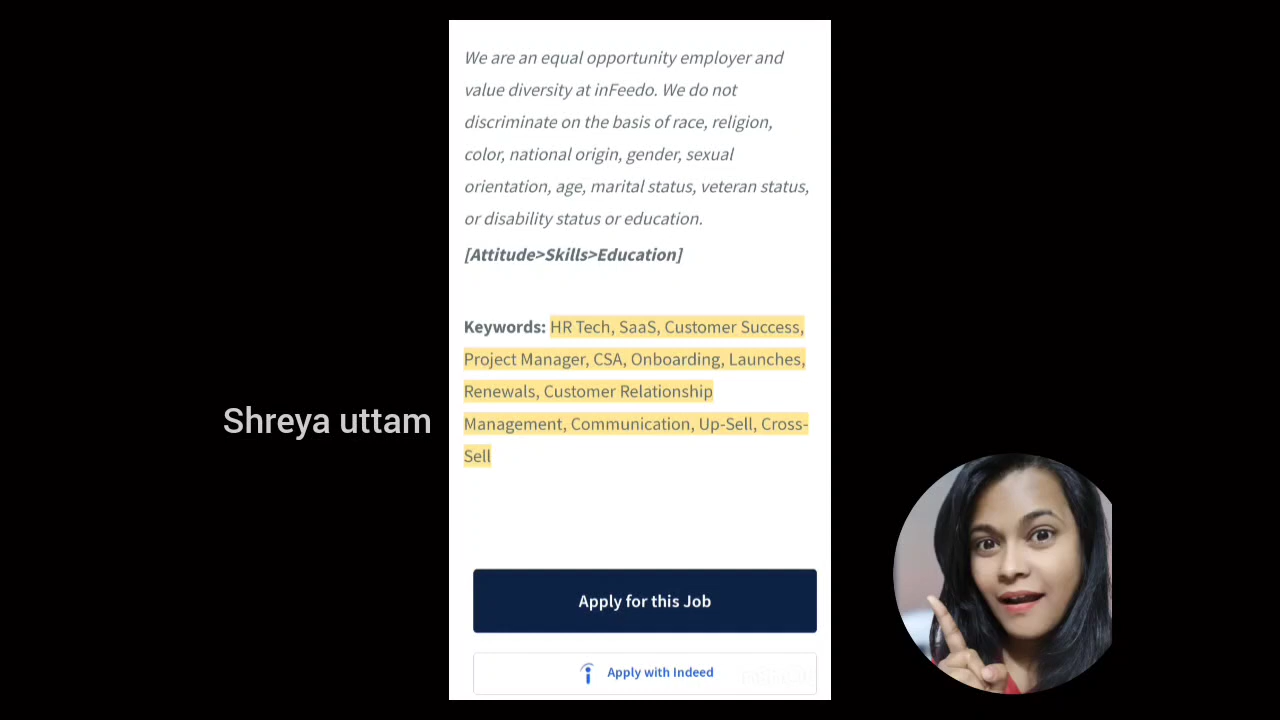 We are an equal opportunity employer and
value diversity at inFeedo. We do not
discriminate on the basis of race, religion,
color, national origin, gender, sexual
orientation, age, marital status, veteran status,
or disability status or education.
[Attitude>Skills>Education]
Keywords: HR Tech, SaaS, Customer Success,
Project Manager, CSA, Onboarding, Launches,
Renewals, Customer Relationship
Management, Communication, Up-Sell, Cross-
Sell
Shreya uttam
Apply for this Job
Apply with Indeed